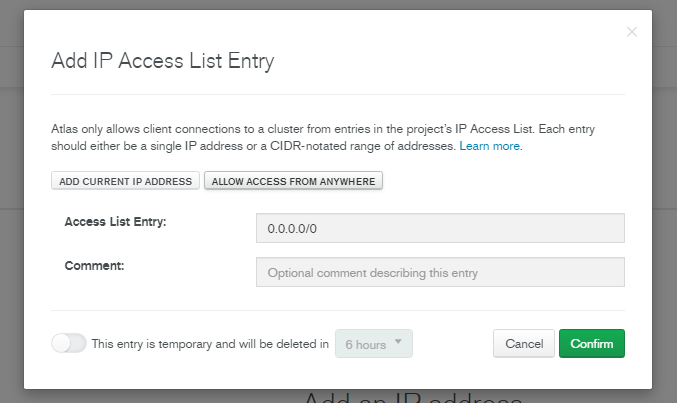 ×
Add IP Access List Entry
Atlas only allows client connections to a cluster from entries in the project's IP Access List. Each entry
should either be a single IP address or a CIDR-notated range of addresses. Learn more.
ADD CURRENT IP ADDRESS ALLOW ACCESS FROM ANYWHERE
Access List Entry: 0.0.0.0/0
Comment: Optional comment describing this entry
This entry is temporary and will be deleted in 6 hours Cancel Confirm
Add an IP address